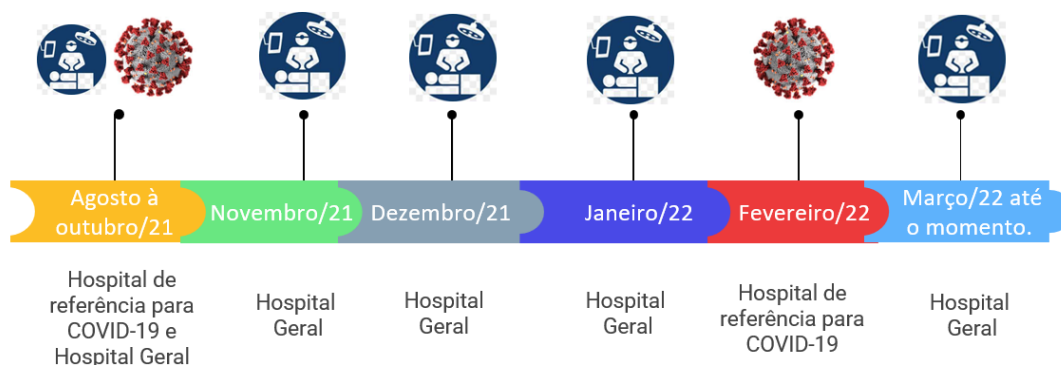 Agosto à
outubro/21
Novembro/21
Dezembro/21
Janeiro/22
Fevereiro/22
Março/22 até
o momento.
Hospital de
referência para
COVID-19 e
Hospital Geral
Hospital
Geral
Hospital
Geral
Hospital
Geral
Hospital de
referência para
COVID-19
Hospital
Geral